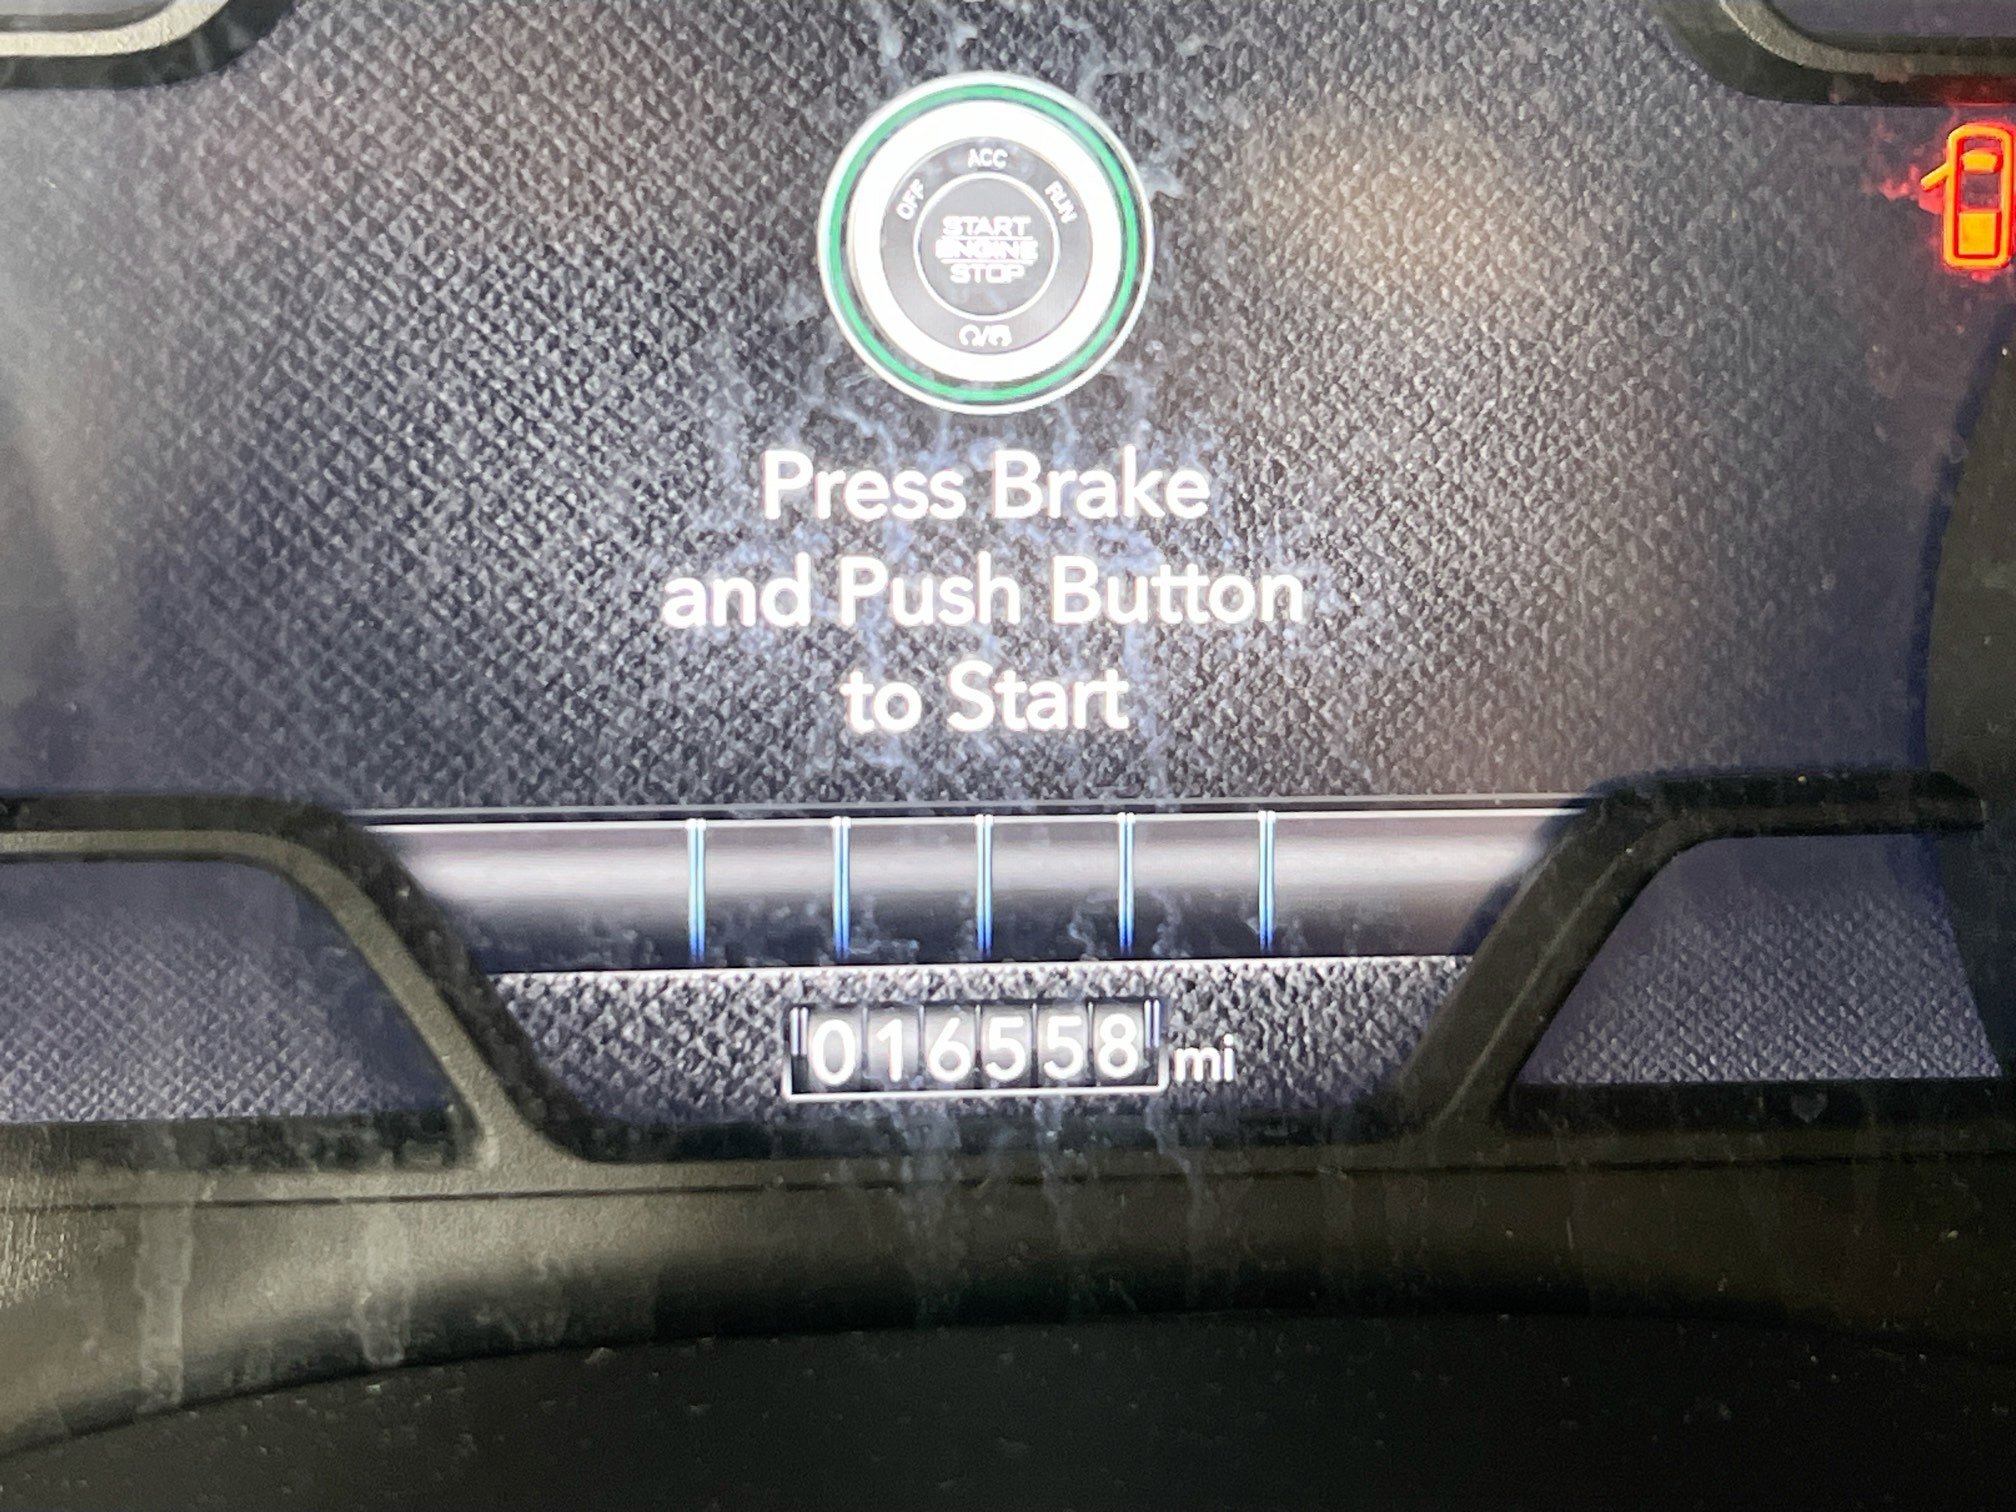 ACC
OFF
RUN
START
ENGINE
STOP
Press Brake
and Push Button
to Start
016558 mi